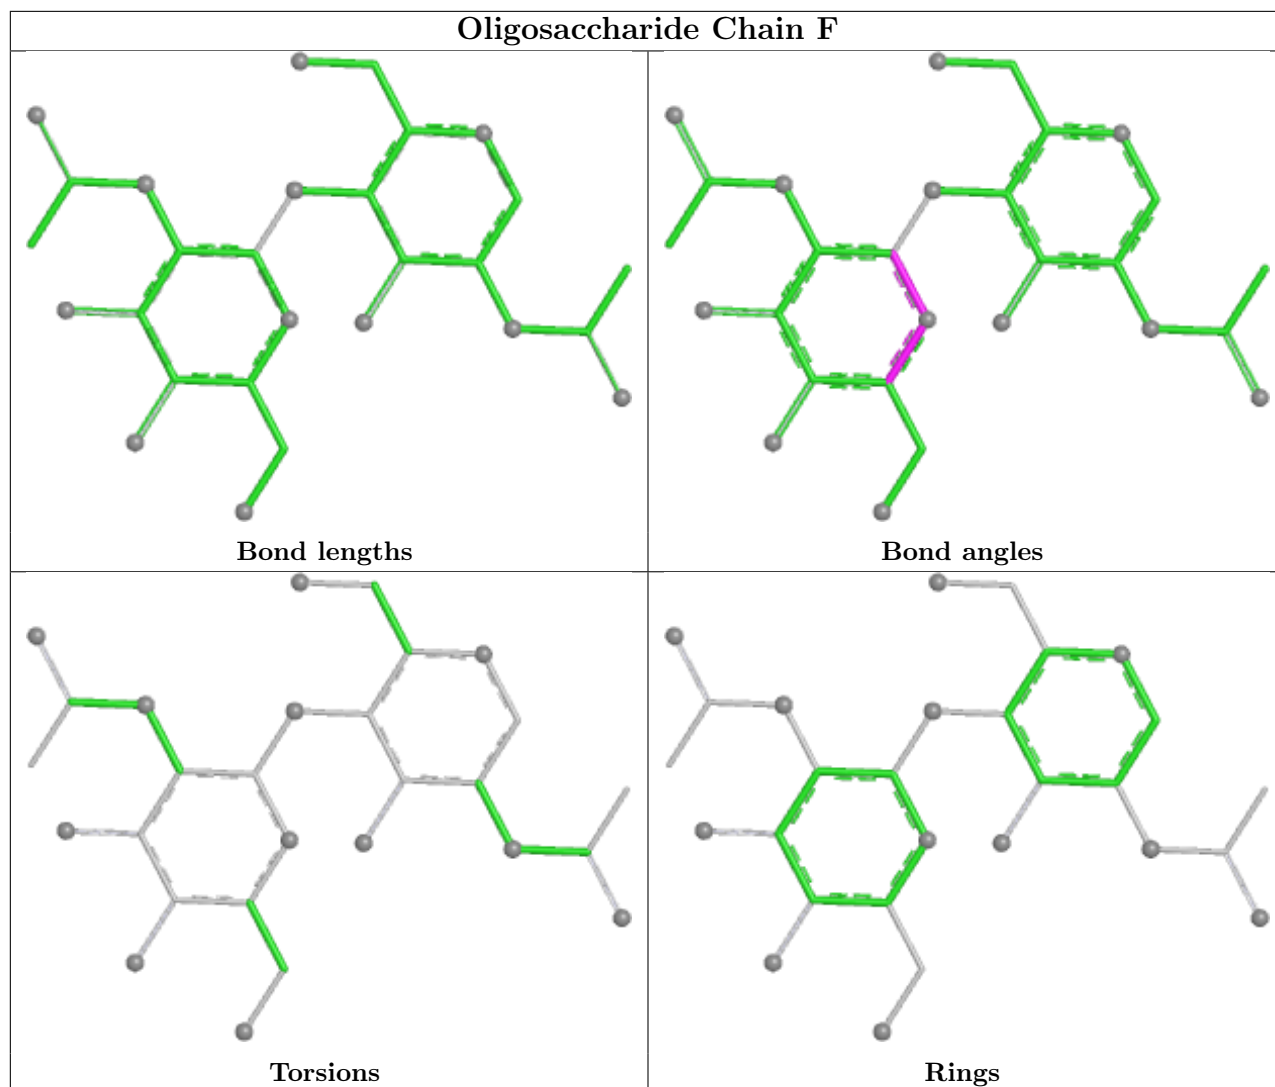 Oligosaccharide Chain F
Bond lengths
Bond angles
Torsions
Rings